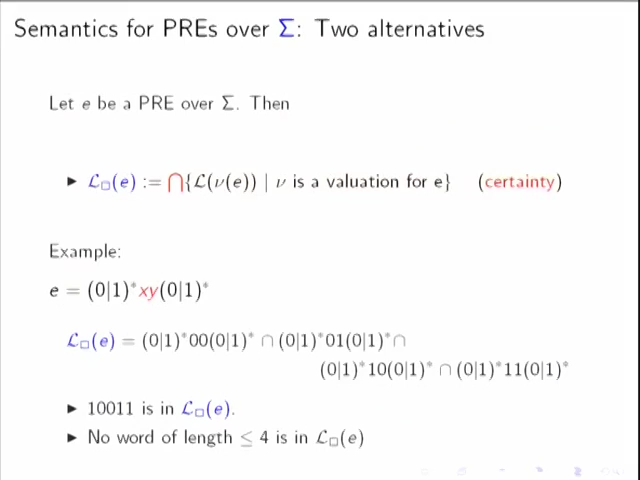 Semantics for PREs over Σ: Two alternatives
Let e be a PRE over Σ. Then
▶ ℒ□(e) := ⋂{ℒ(ν(e)) | ν is a valuation for e} (certainty)
Example:
e = (0|1)*xy(0|1)*
ℒ□(e) = (0|1)*00(0|1)* ∩ (0|1)*01(0|1)*∩
(0|1)*10(0|1)* ∩ (0|1)*11(0|1)*
▶ 10011 is in ℒ□(e).
▶ No word of length ≤ 4 is in ℒ□(e)